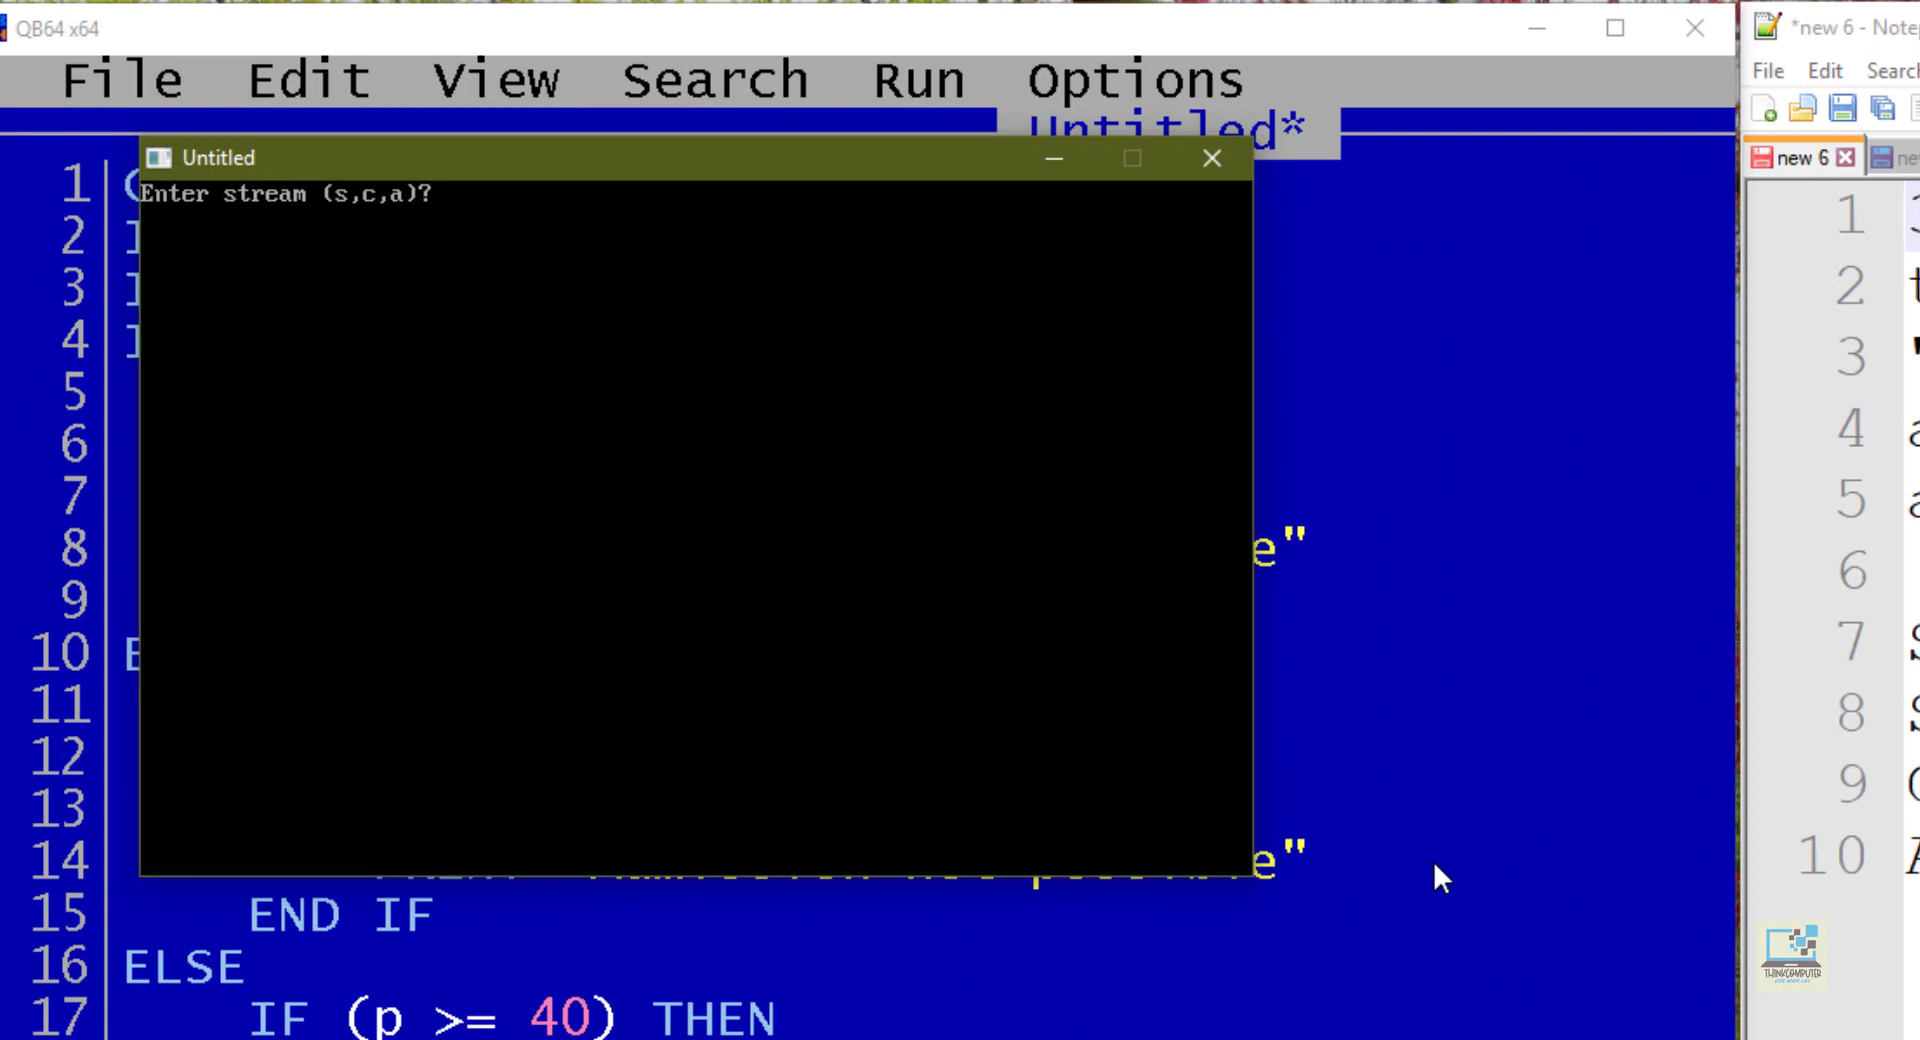 QB64 x64
File Edit View Search Run Options
Untitled*
Untitled
Enter stream (s,c,a)?
1
2
3
4
5
6
7
8 e"
9
10 E
11
12
13
14 e"
15 END IF
16 ELSE
17 IF (p >= 40) THEN
*new 6 - Note
File Edit Search
new 6
1
2
3
4
5
6
7
8
9
10
THINKCOMPUTER